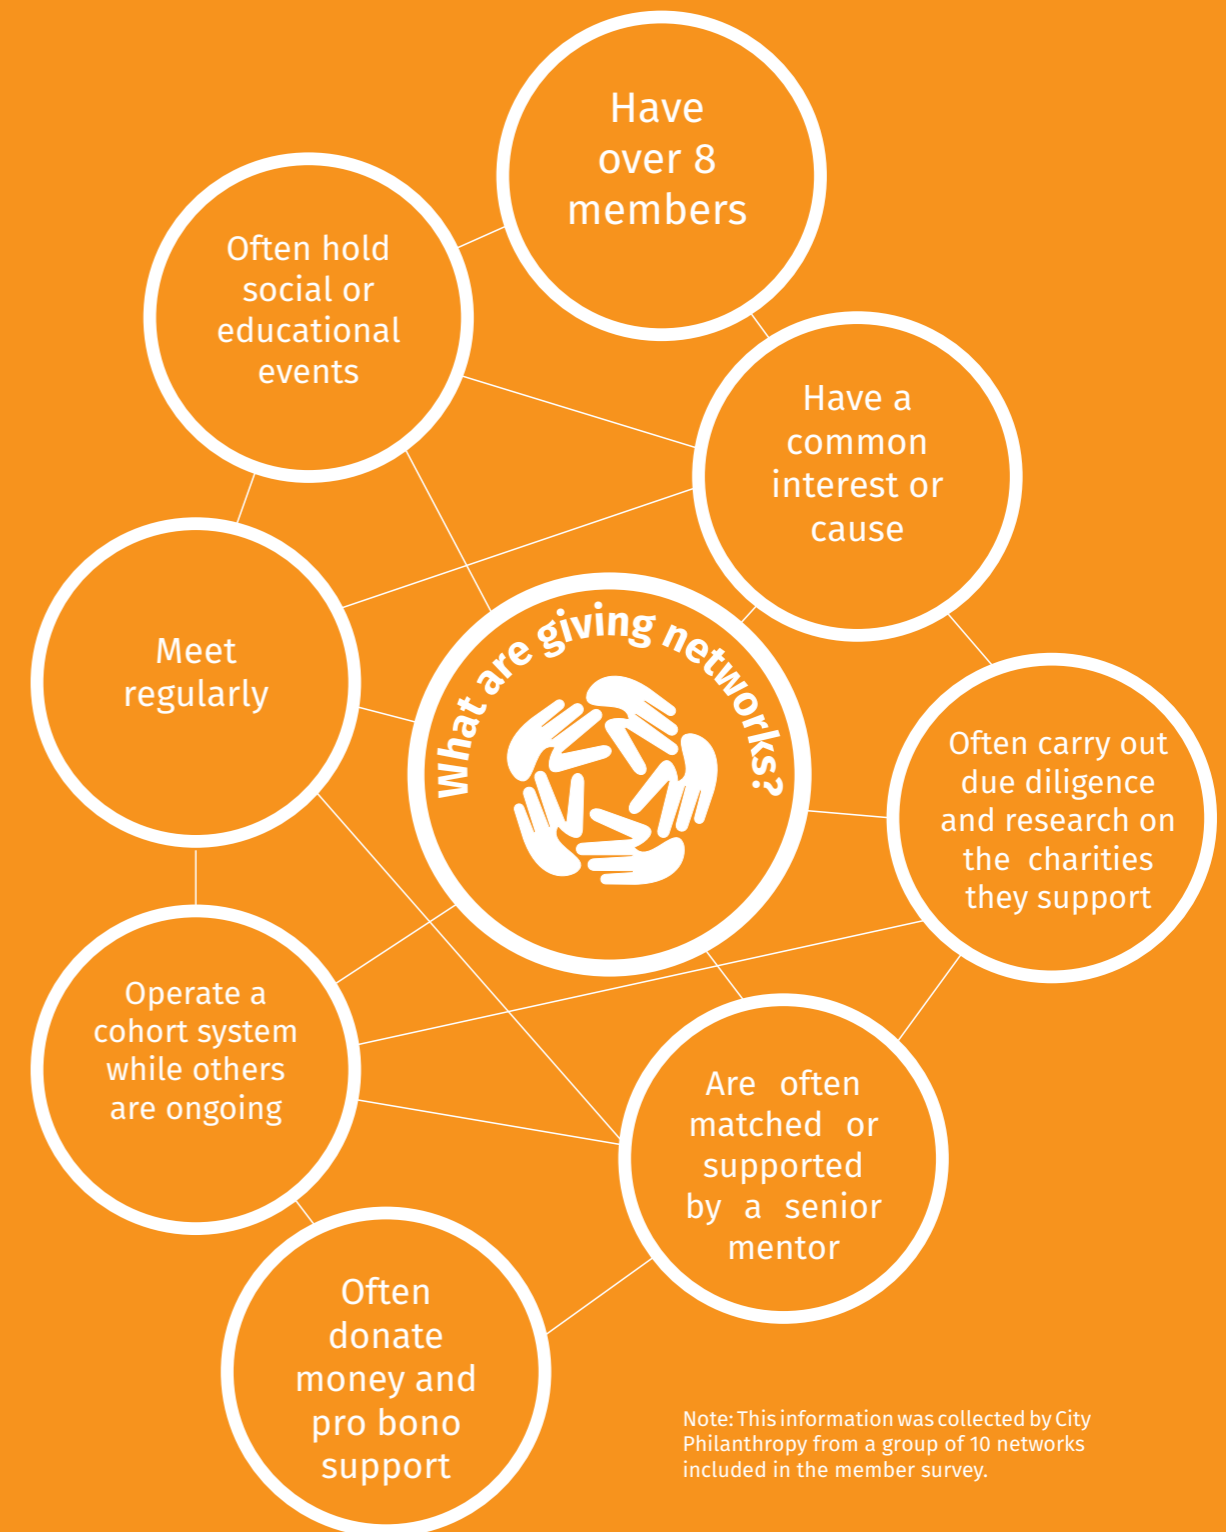 Have
over 8
members
Often hold
social or
educational
events
Have a
common
interest or
cause
What are giving networks?
Meet
regularly
Often carry out
due diligence
and research on
the charities
they support
Operate a
cohort system
while others
are ongoing
Are often
matched or
supported
by a senior
mentor
Often
donate
money and
pro bono
support
Note: This information was collected by City
Philanthropy from a group of 10 networks
included in the member survey.